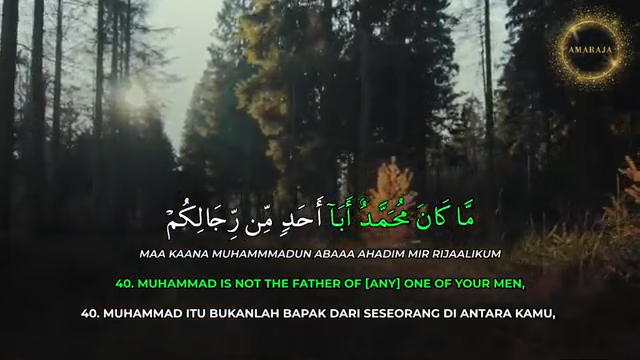 AMARAJA
مَّا كَانَ مُحَمَّدٌ أَبَآ أَحَدٍ مِّن رِّجَالِكُمْ
MAA KAANA MUHAMMMADUN ABAAA AHADIM MIR RIJAALIKUM
40. MUHAMMAD IS NOT THE FATHER OF [ANY] ONE OF YOUR MEN,
40. MUHAMMAD ITU BUKANLAH BAPAK DARI SESEORANG DI ANTARA KAMU,